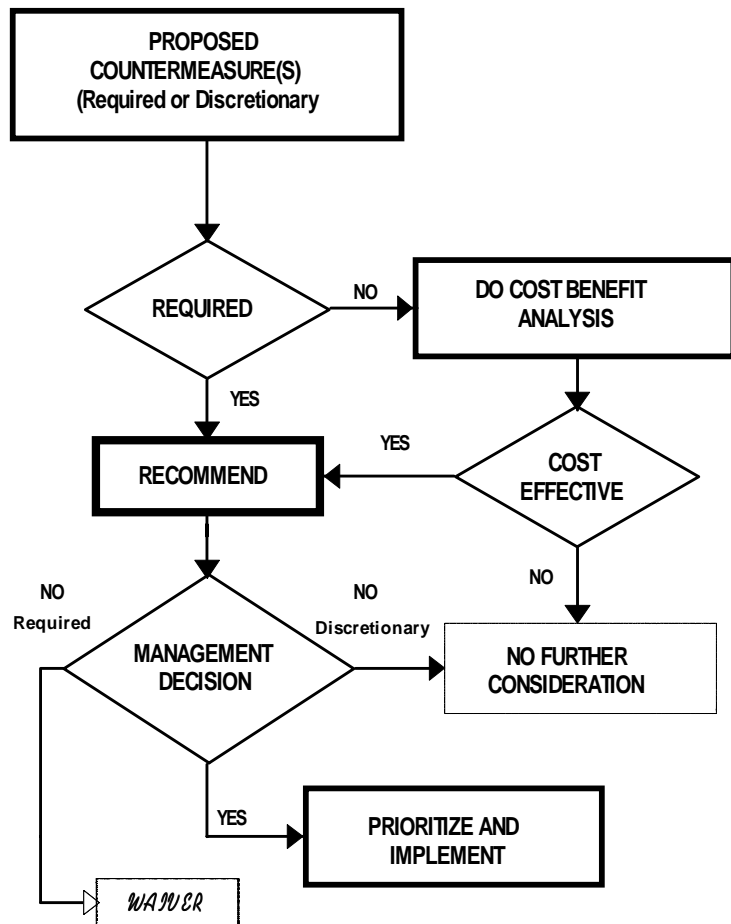 PROPOSED
COUNTERMEASURE(S)
(Required or Discretionary
REQUIRED
NO
DO COST BENEFIT
ANALYSIS
YES
RECOMMEND
YES
COST
EFFECTIVE
NO
NO
Required
NO
Discretionary
MANAGEMENT
DECISION
NO FURTHER
CONSIDERATION
YES
PRIORITIZE AND
IMPLEMENT
WAIVER